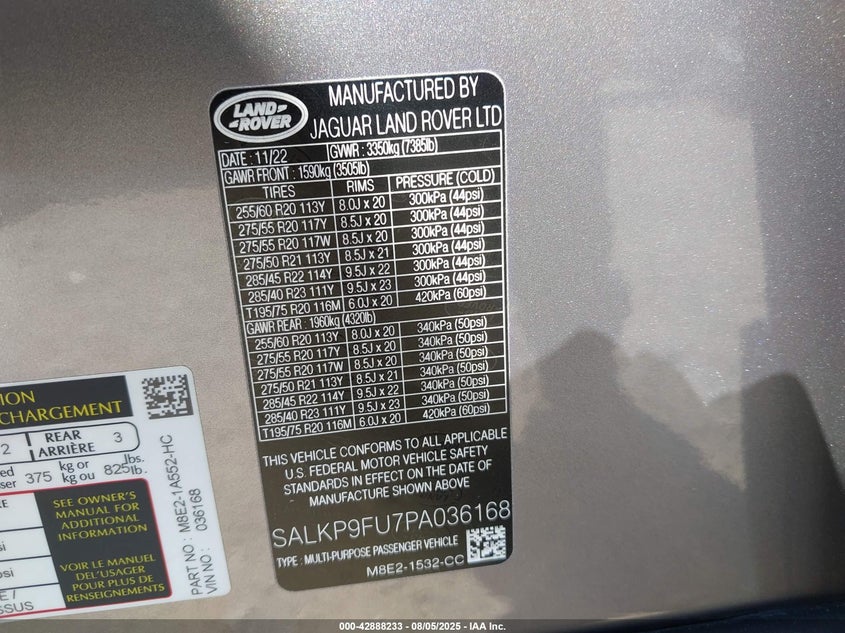 LAND ROVER
MANUFACTURED BY
JAGUAR LAND ROVER LTD
DATE : 11/22 GVWR : 3350kg (7385lb)
GAWR FRONT : 1590kg (3505lb)
TIRES RIMS PRESSURE (COLD)
255/60 R20 113Y 8.0J x 20 300kPa (44psi)
275/55 R20 117Y 8.5J x 20 300kPa (44psi)
275/55 R20 117W 8.5J x 20 300kPa (44psi)
275/50 R21 113Y 8.5J x 21 300kPa (44psi)
285/45 R22 114Y 9.5J x 22 300kPa (44psi)
285/40 R23 111Y 9.5J x 23 300kPa (44psi)
T195/75 R20 116M 6.0J x 20 420kPa (60psi)
GAWR REAR : 1960kg (4320lb)
255/60 R20 113Y 8.0J x 20 340kPa (50psi)
275/55 R20 117Y 8.5J x 20 340kPa (50psi)
275/55 R20 117W 8.5J x 20 340kPa (50psi)
275/50 R21 113Y 8.5J x 21 340kPa (50psi)
285/45 R22 114Y 9.5J x 22 340kPa (50psi)
285/40 R23 111Y 9.5J x 23 340kPa (50psi)
T195/75 R20 116M 6.0J x 20 420kPa (60psi)
THIS VEHICLE CONFORMS TO ALL APPLICABLE
U.S. FEDERAL MOTOR VEHICLE SAFETY
STANDARDS IN EFFECT ON THE DATE OF
MANUFACTURE SHOWN ABOVE
SALKP9FU7PA036168
TYPE : MULTI-PURPOSE PASSENGER VEHICLE
M8E2-1532-CC
CHARGEMENT
2 REAR 3
ARRIÈRE
375 kg or 825 lbs.
kg ou lb.
SEE OWNER'S
MANUAL FOR
ADDITIONAL
INFORMATION
VOIR LE MANUEL
DEL'USAGER
POUR PLUS DE
RENSEIGNEMENTS
PART NO : M8E2-1A552-HC
VIN NO : 036168
000-42888233 - 08/05/2025 - IAA Inc.